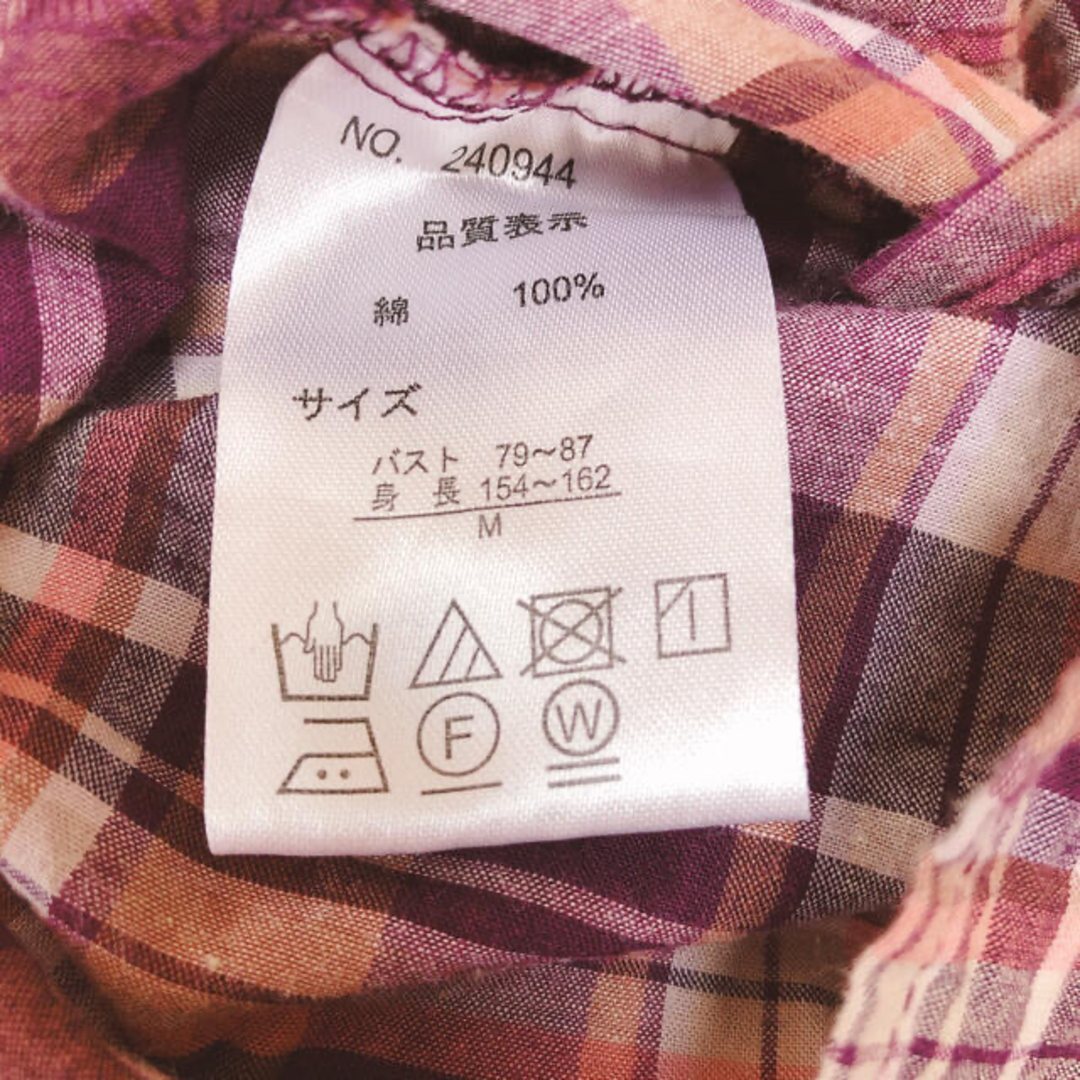 NO. 240944
品質表示
綿 100%
サイズ
バスト 79~87
身 長 154~162
M
F W